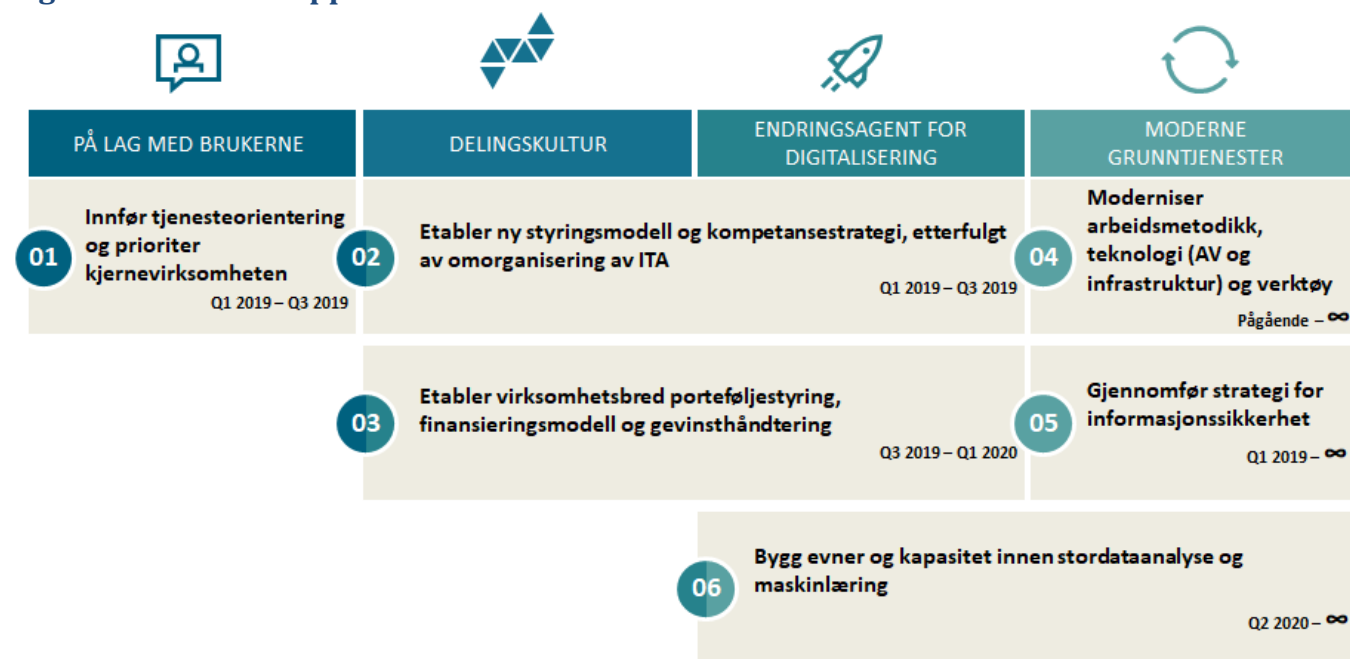 PÅ LAG MED BRUKERNE
DELINGSKULTUR
ENDRINGSAGENT FOR
DIGITALISERING
MODERNE
GRUNNTJENESTER
01
Innfør tjenesteorientering
og prioriter
kjernevirksomheten
Q1 2019 – Q3 2019
02
Etabler ny styringsmodell og kompetansestrategi, etterfulgt
av omorganisering av ITA
Q1 2019 – Q3 2019
04
Moderniser
arbeidsmetodikk,
teknologi (AV og
infrastruktur) og verktøy
Pågående – ∞
03
Etabler virksomhetsbred porteføljestyring,
finansieringsmodell og gevinsthåndtering
Q3 2019 – Q1 2020
05
Gjennomfør strategi for
informasjonssikkerhet
Q1 2019 – ∞
06
Bygg evner og kapasitet innen stordataanalyse og
maskinlæring
Q2 2020 – ∞